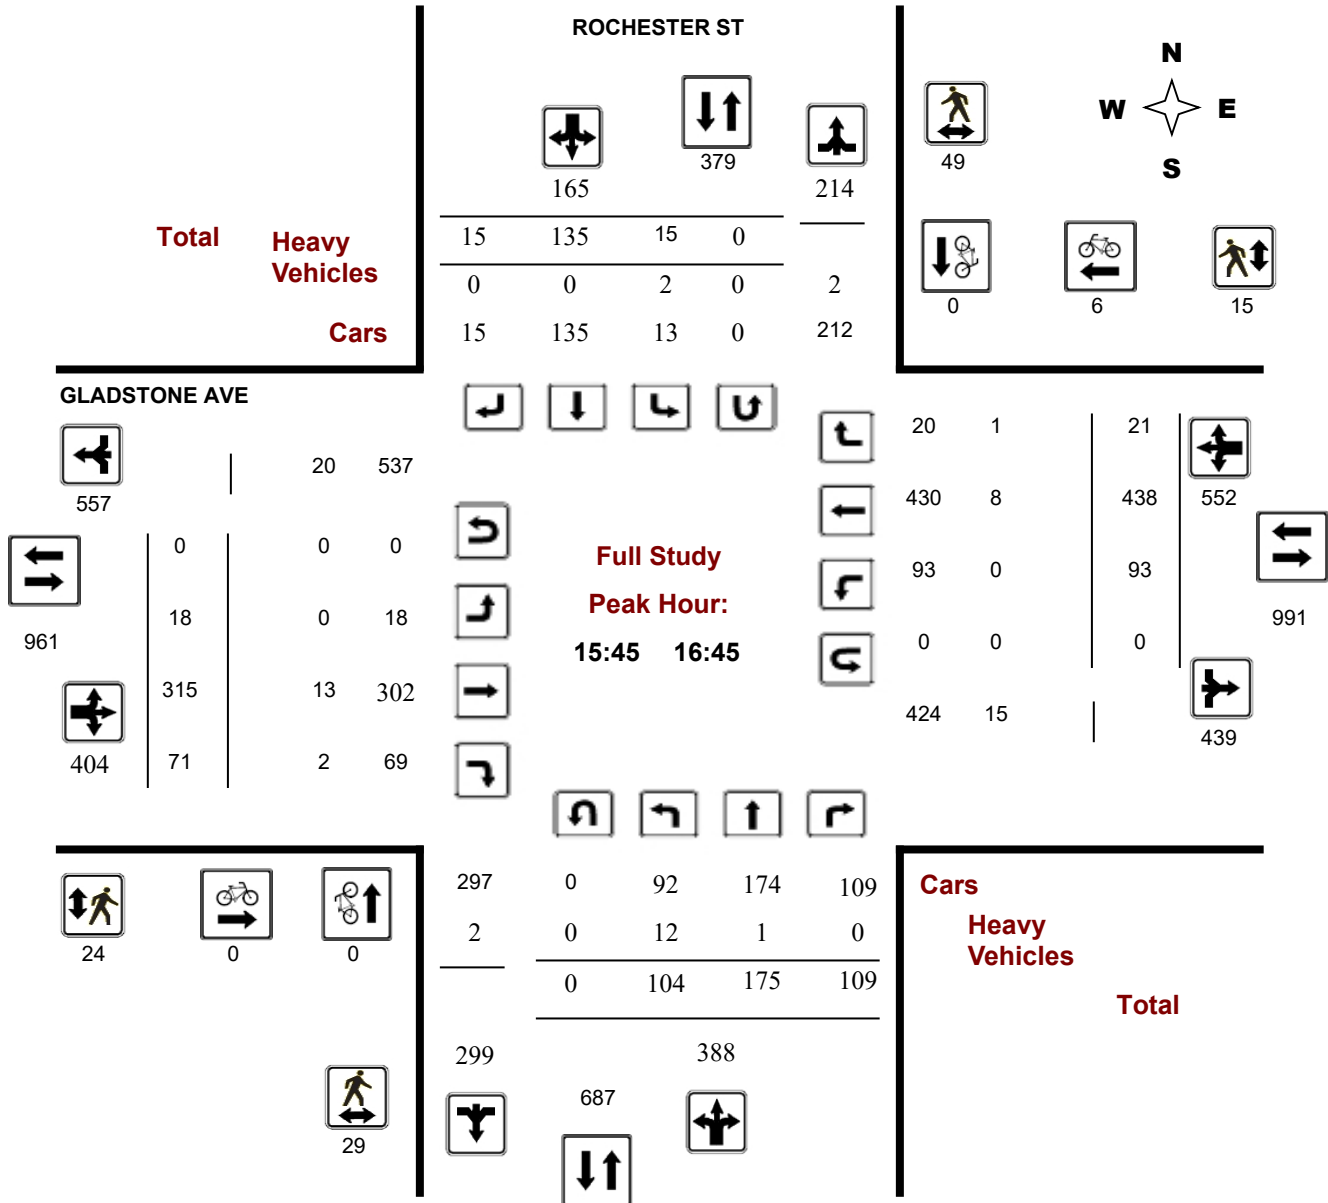 ROCHESTER ST
N
W E
S
379
49
165 214
Total Heavy Vehicles
15 135 15 0
0 0 2 0 2
Cars 15 135 13 0 212
0 6 15
GLADSTONE AVE
20 1 21
20 537
557
430 8 438 552
0 0 0
Full Study
93 0 93
Peak Hour:
18 0 18
991
961
15:45 16:45
0 0 0
315 13 302
424 15
439
404 71 2 69
297 0 92 174 109
Cars
2 0 12 1 0
Heavy Vehicles
24 0 0
0 104 175 109
Total
299 388
687
29